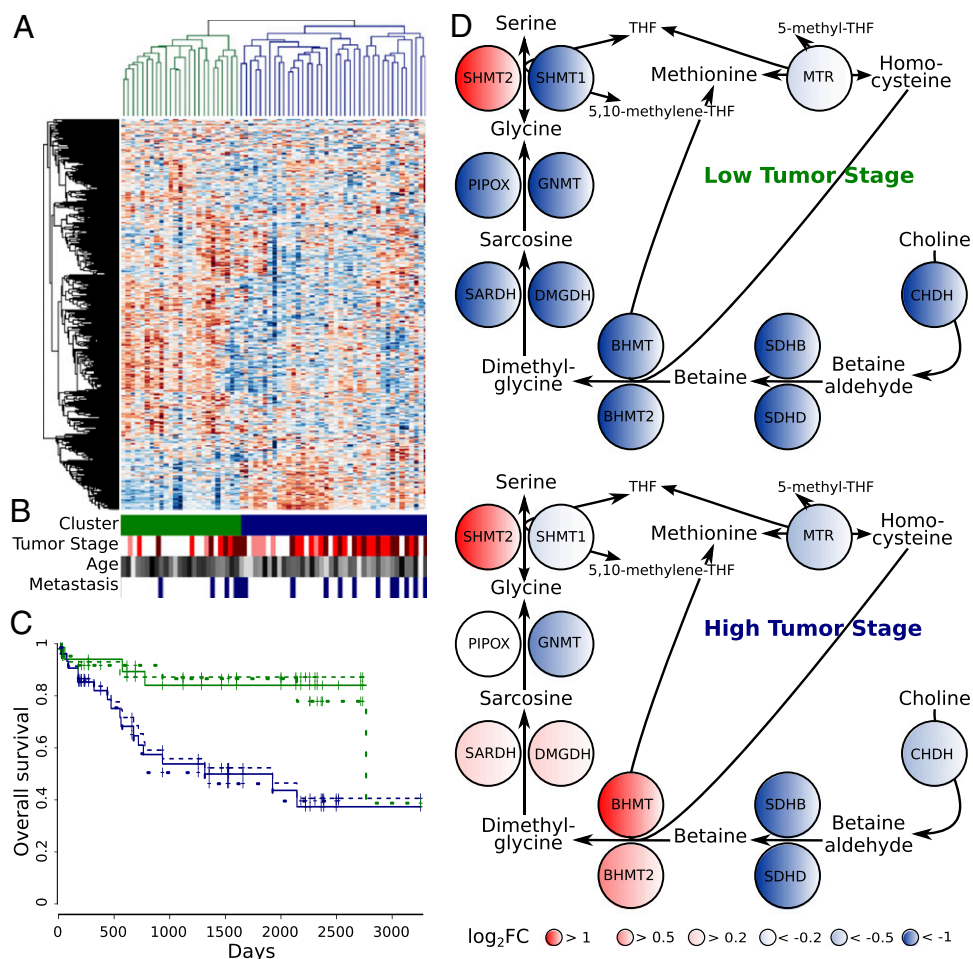 A
B
Cluster
Tumor Stage
Age
Metastasis
C
Overall survival
1
0.8
0.6
0.4
0.2
0
0 500 1000 1500 2000 2500 3000
Days
D
Serine
THF
5-methyl-THF
SHMT2 SHMT1
Methionine
MTR
Homo-
cysteine
5,10-methylene-THF
Glycine
PIPOX GNMT
Low Tumor Stage
Sarcosine
Choline
SARDH DMGDH
CHDH
BHMT
SDHB
Dimethyl-
glycine
Betaine
Betaine
aldehyde
BHMT2
SDHD
Serine
THF
5-methyl-THF
SHMT2 SHMT1
Methionine
MTR
Homo-
cysteine
5,10-methylene-THF
Glycine
PIPOX GNMT
High Tumor Stage
Sarcosine
Choline
SARDH DMGDH
CHDH
BHMT
SDHB
Dimethyl-
glycine
Betaine
Betaine
aldehyde
BHMT2
SDHD
log₂FC > 1 > 0.5 > 0.2 < -0.2 < -0.5 < -1